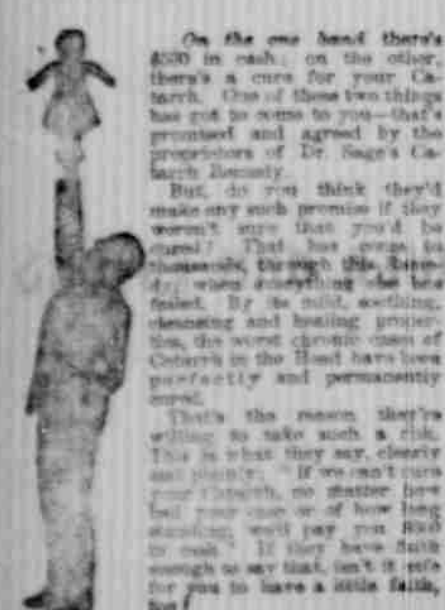 On the one hand there's
$500 in cash; on the other,
there's a cure for your Ca-
tarrh. One of these two things
has got to come to you—that's
promised and agreed by the
proprietors of Dr. Sage's Ca-
tarrh Remedy.
But, do you think they'd
make any such promise if they
weren't sure that you'd be
cured? That has come to
thousands, through this Reme-
dy, when everything else has
failed. By its mild, soothing,
cleansing and healing proper-
ties, the worst chronic cases of
Catarrh in the Head have been
perfectly and permanently
cured.
That's the reason they're
willing to take such a risk.
This is what they say, clearly
and plainly: "If we can't cure
your Catarrh, no matter how
bad your case or of how long
standing, we'll pay you $500
in cash." If they have faith
enough to say that, isn't it safe
for you to have a little faith,
too?